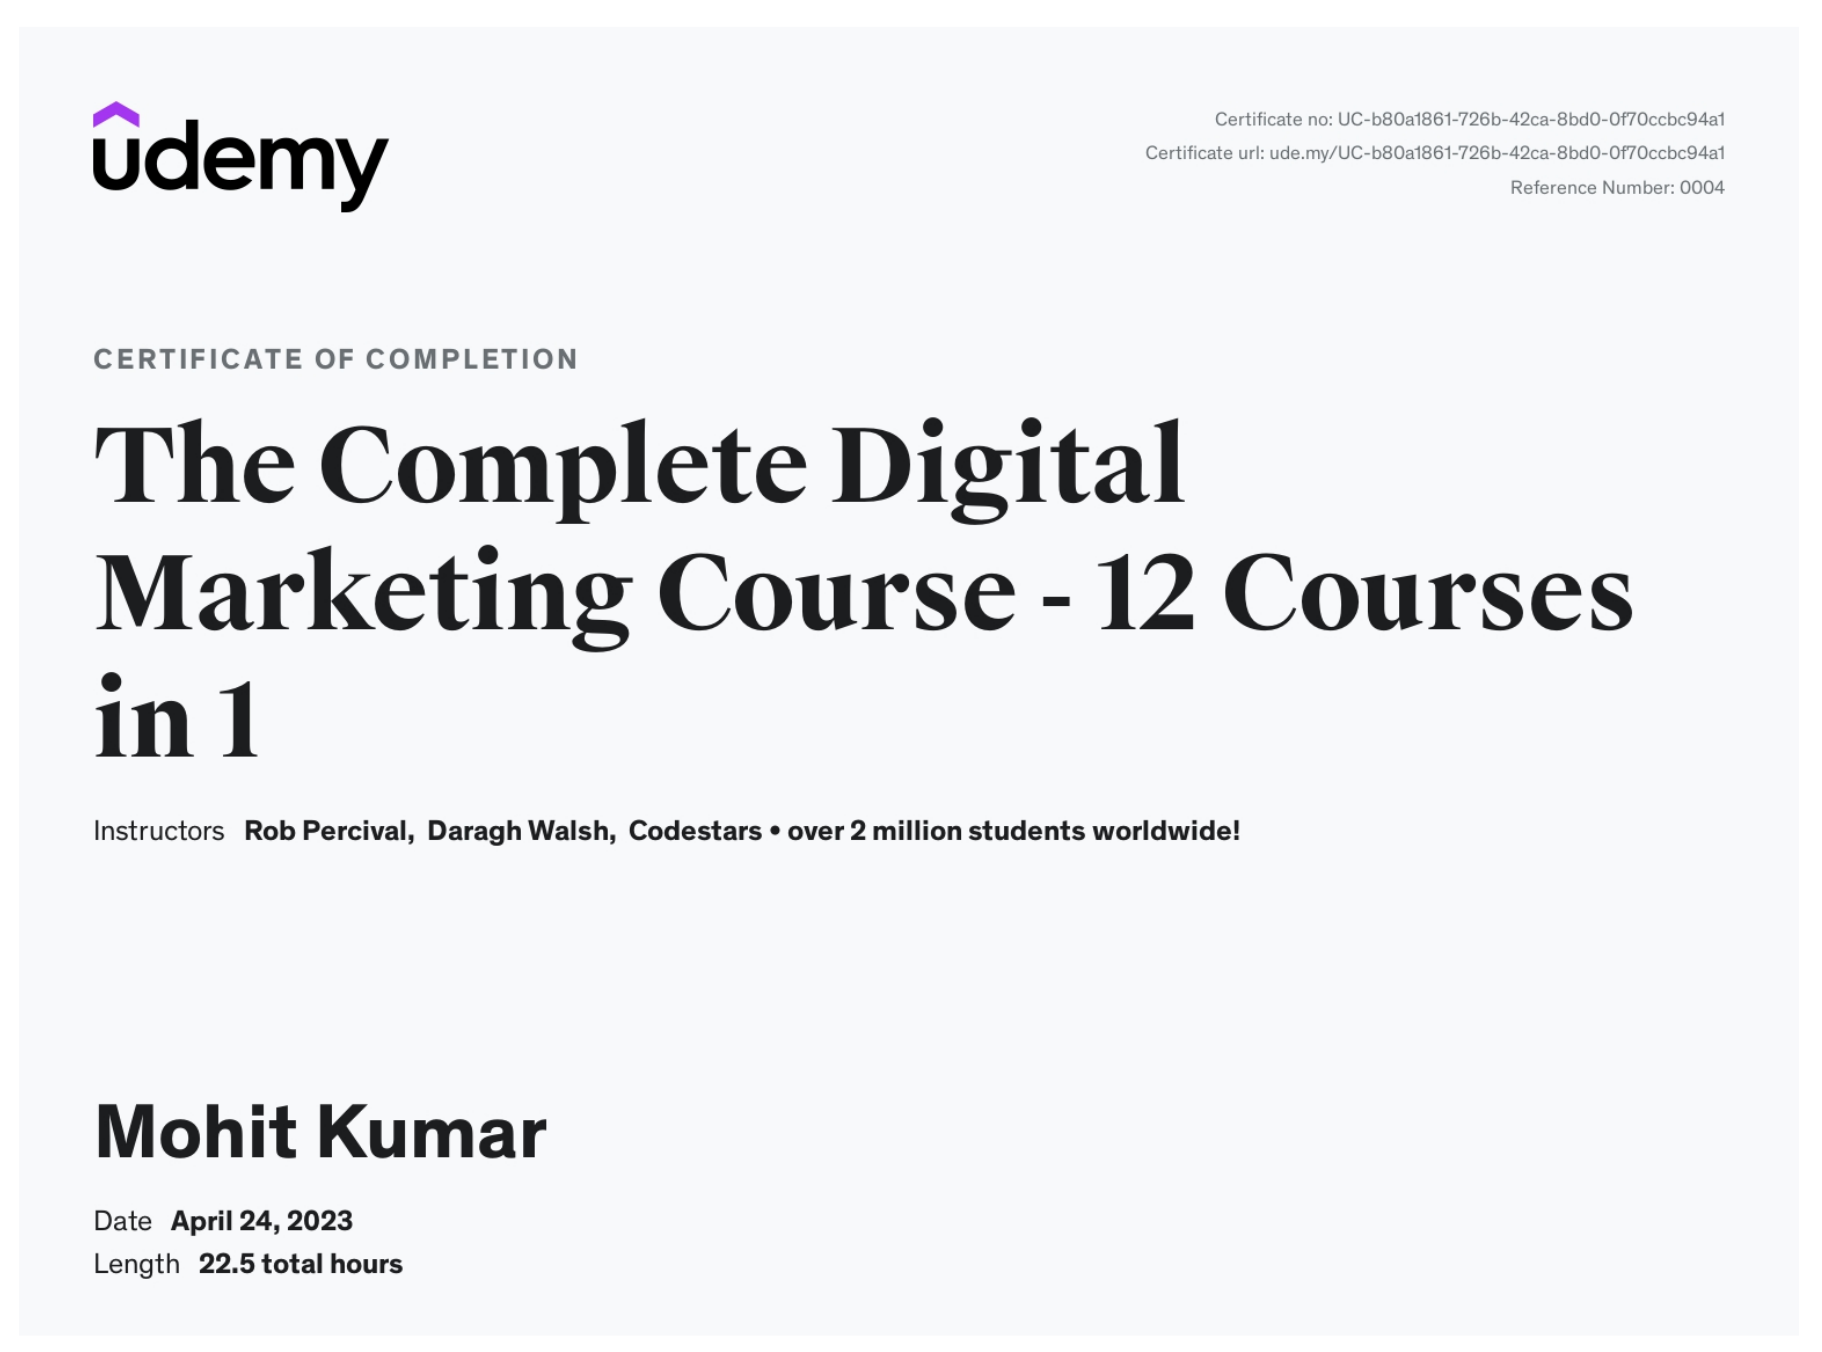 udemy
Certificate no: UC-b80a1861-726b-42ca-8bd0-0f70ccbc94a1
Certificate url: ude.my/UC-b80a1861-726b-42ca-8bd0-0f70ccbc94a1
Reference Number: 0004
CERTIFICATE OF COMPLETION
The Complete Digital
Marketing Course - 12 Courses
in 1
Instructors Rob Percival, Daragh Walsh, Codestars • over 2 million students worldwide!
Mohit Kumar
Date April 24, 2023
Length 22.5 total hours